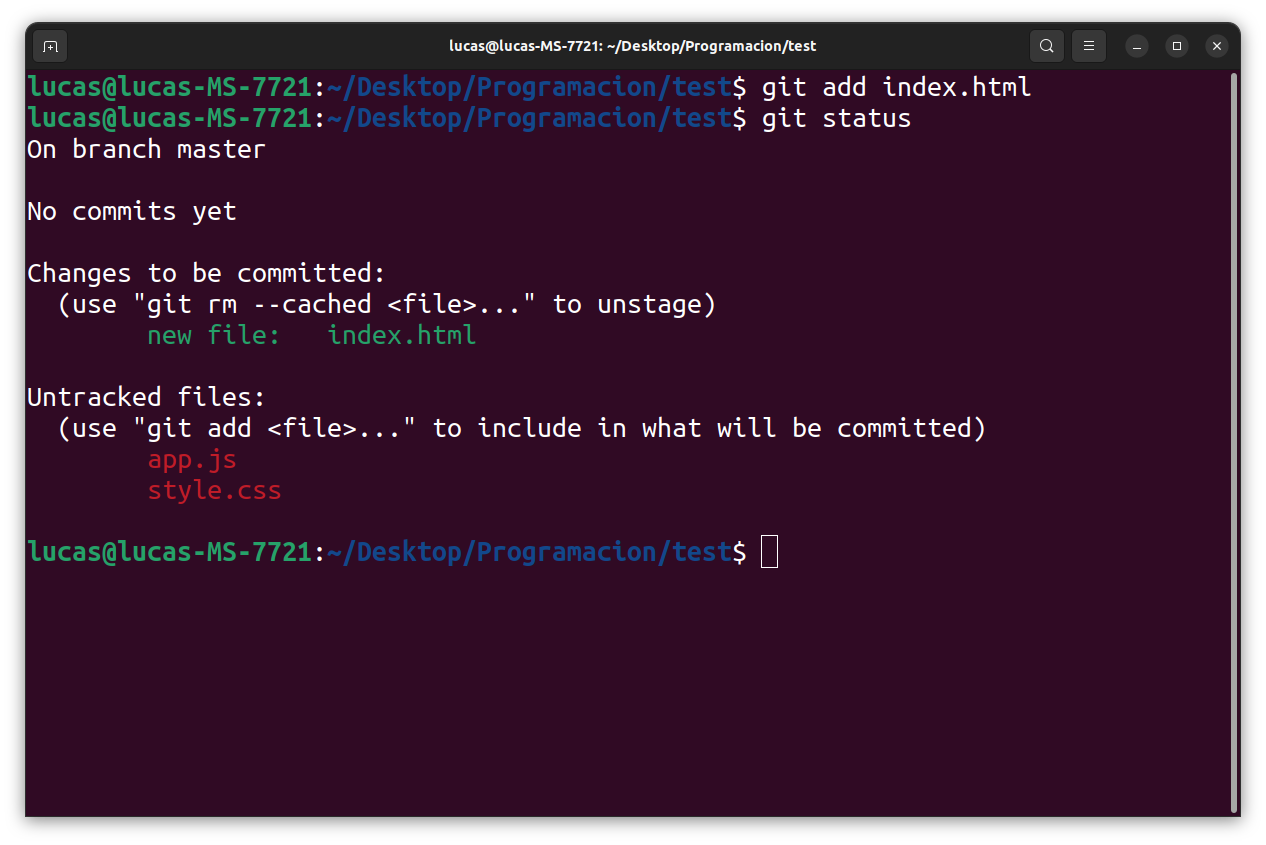 lucas@lucas-MS-7721: ~/Desktop/Programacion/test
lucas@lucas-MS-7721:~/Desktop/Programacion/test$ git add index.html
lucas@lucas-MS-7721:~/Desktop/Programacion/test$ git status
On branch master

No commits yet

Changes to be committed:
  (use "git rm --cached <file>..." to unstage)
        new file:   index.html

Untracked files:
  (use "git add <file>..." to include in what will be committed)
        app.js
        style.css

lucas@lucas-MS-7721:~/Desktop/Programacion/test$